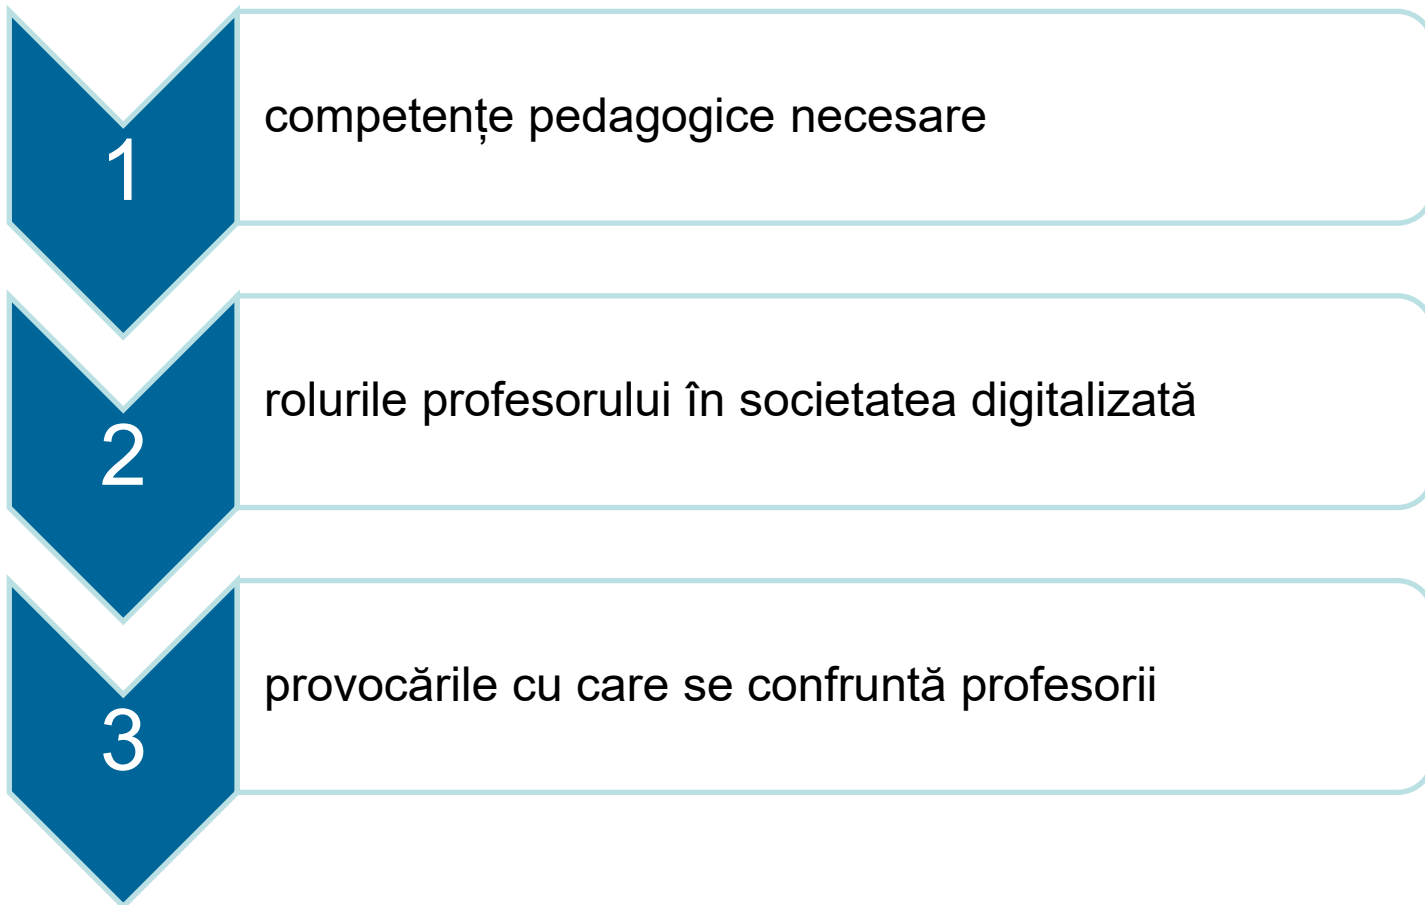 1
competențe pedagogice necesare
2
rolurile profesorului în societatea digitalizată
3
provocările cu care se confruntă profesorii